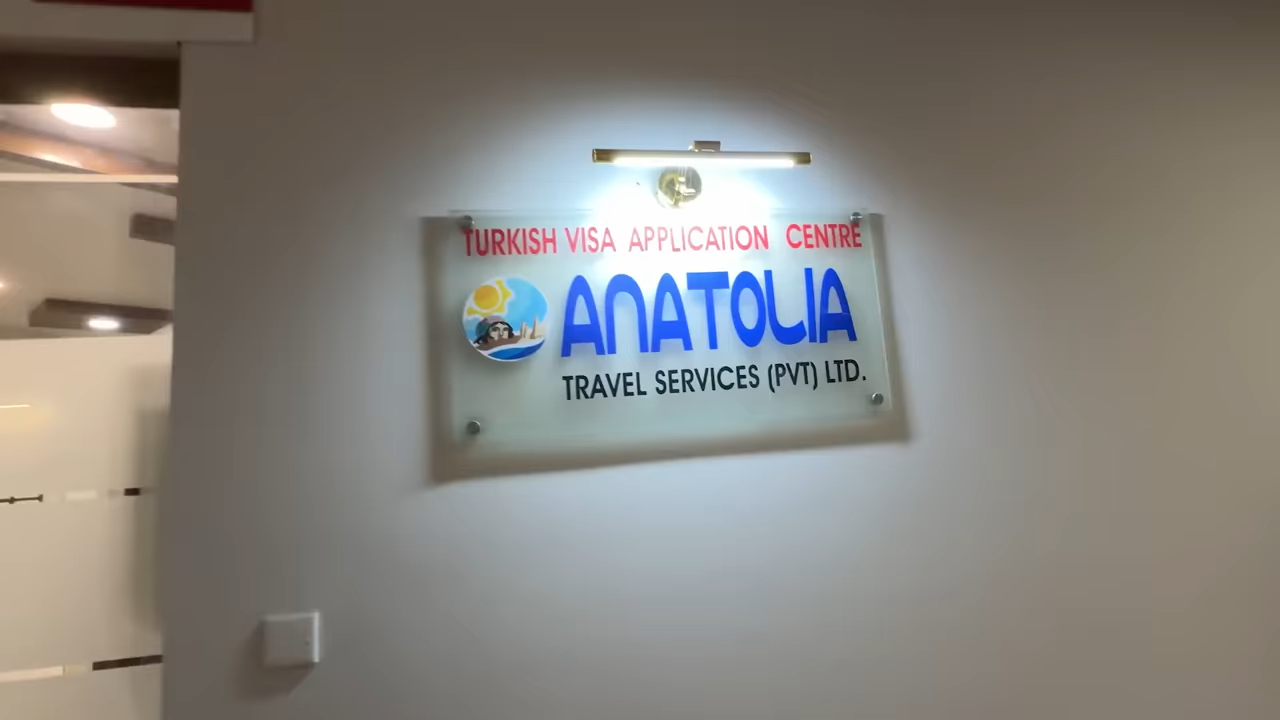 TURKISH VISA APPLICATION CENTRE
ANATOLIA
TRAVEL SERVICES (PVT) LTD.